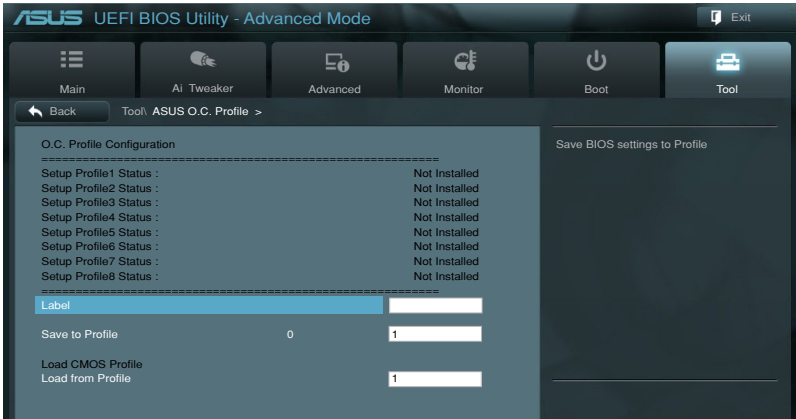 ASUS UEFI BIOS Utility - Advanced Mode
Exit
Main
Ai Tweaker
Advanced
Monitor
Boot
Tool
Back
Tool\ ASUS O.C. Profile >
O.C. Profile Configuration
==========================================================
Setup Profile1 Status : Not Installed
Setup Profile2 Status : Not Installed
Setup Profile3 Status : Not Installed
Setup Profile4 Status : Not Installed
Setup Profile5 Status : Not Installed
Setup Profile6 Status : Not Installed
Setup Profile7 Status : Not Installed
Setup Profile8 Status : Not Installed
==========================================================
Label
Save to Profile 0 1
Load CMOS Profile
Load from Profile 1
Save BIOS settings to Profile